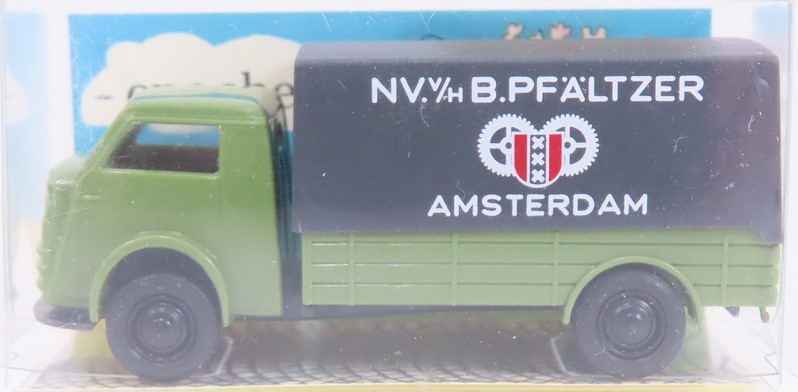 NV. V/H B. PFÄLTZER
AMSTERDAM